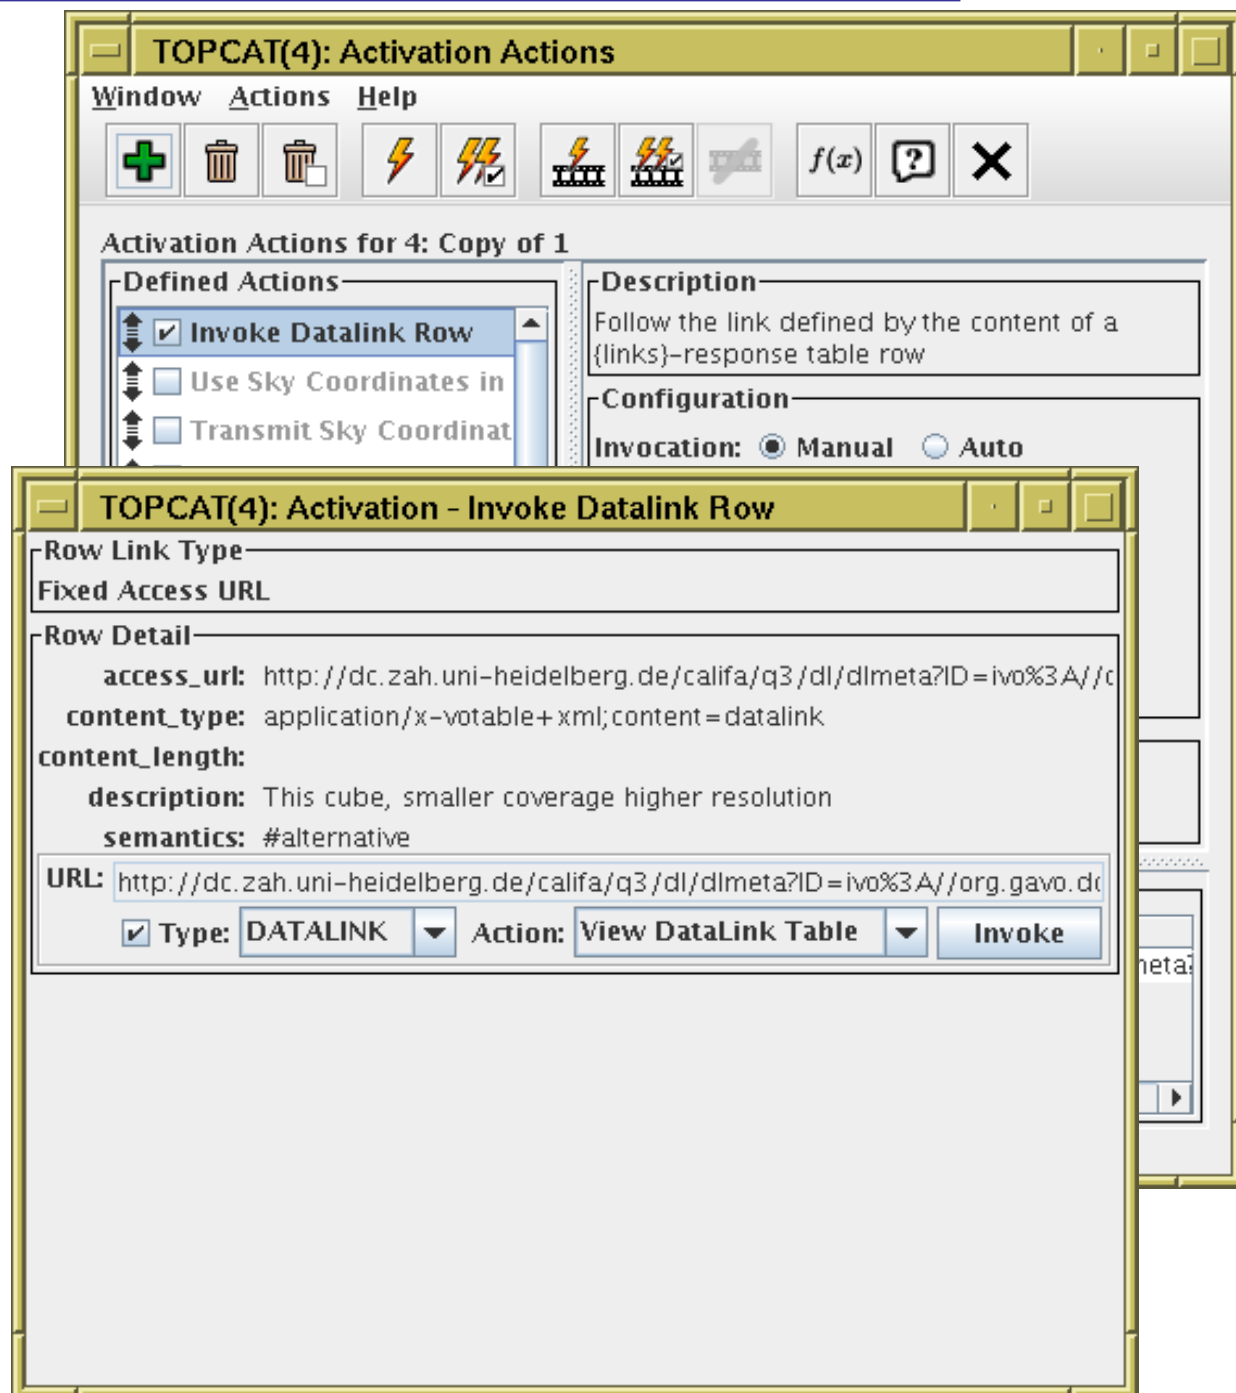 TOPCAT(4): Activation Actions
Window Actions Help
f(x)
Activation Actions for 4: Copy of 1
Defined Actions
Invoke Datalink Row
Use Sky Coordinates in
Transmit Sky Coordinat
Description
Follow the link defined by the content of a
{links}-response table row
Configuration
Invocation: Manual Auto
TOPCAT(4): Activation - Invoke Datalink Row
Row Link Type
Fixed Access URL
Row Detail
access_url: http://dc.zah.uni-heidelberg.de/califa/q3/dl/dlmeta?ID=ivo%3A//o
content_type: application/x-votable+xml;content=datalink
content_length:
description: This cube, smaller coverage higher resolution
semantics: #alternative
URL: http://dc.zah.uni-heidelberg.de/califa/q3/dl/dlmeta?ID=ivo%3A//org.gavo.dc
Type: DATALINK Action: View DataLink Table Invoke
neta?